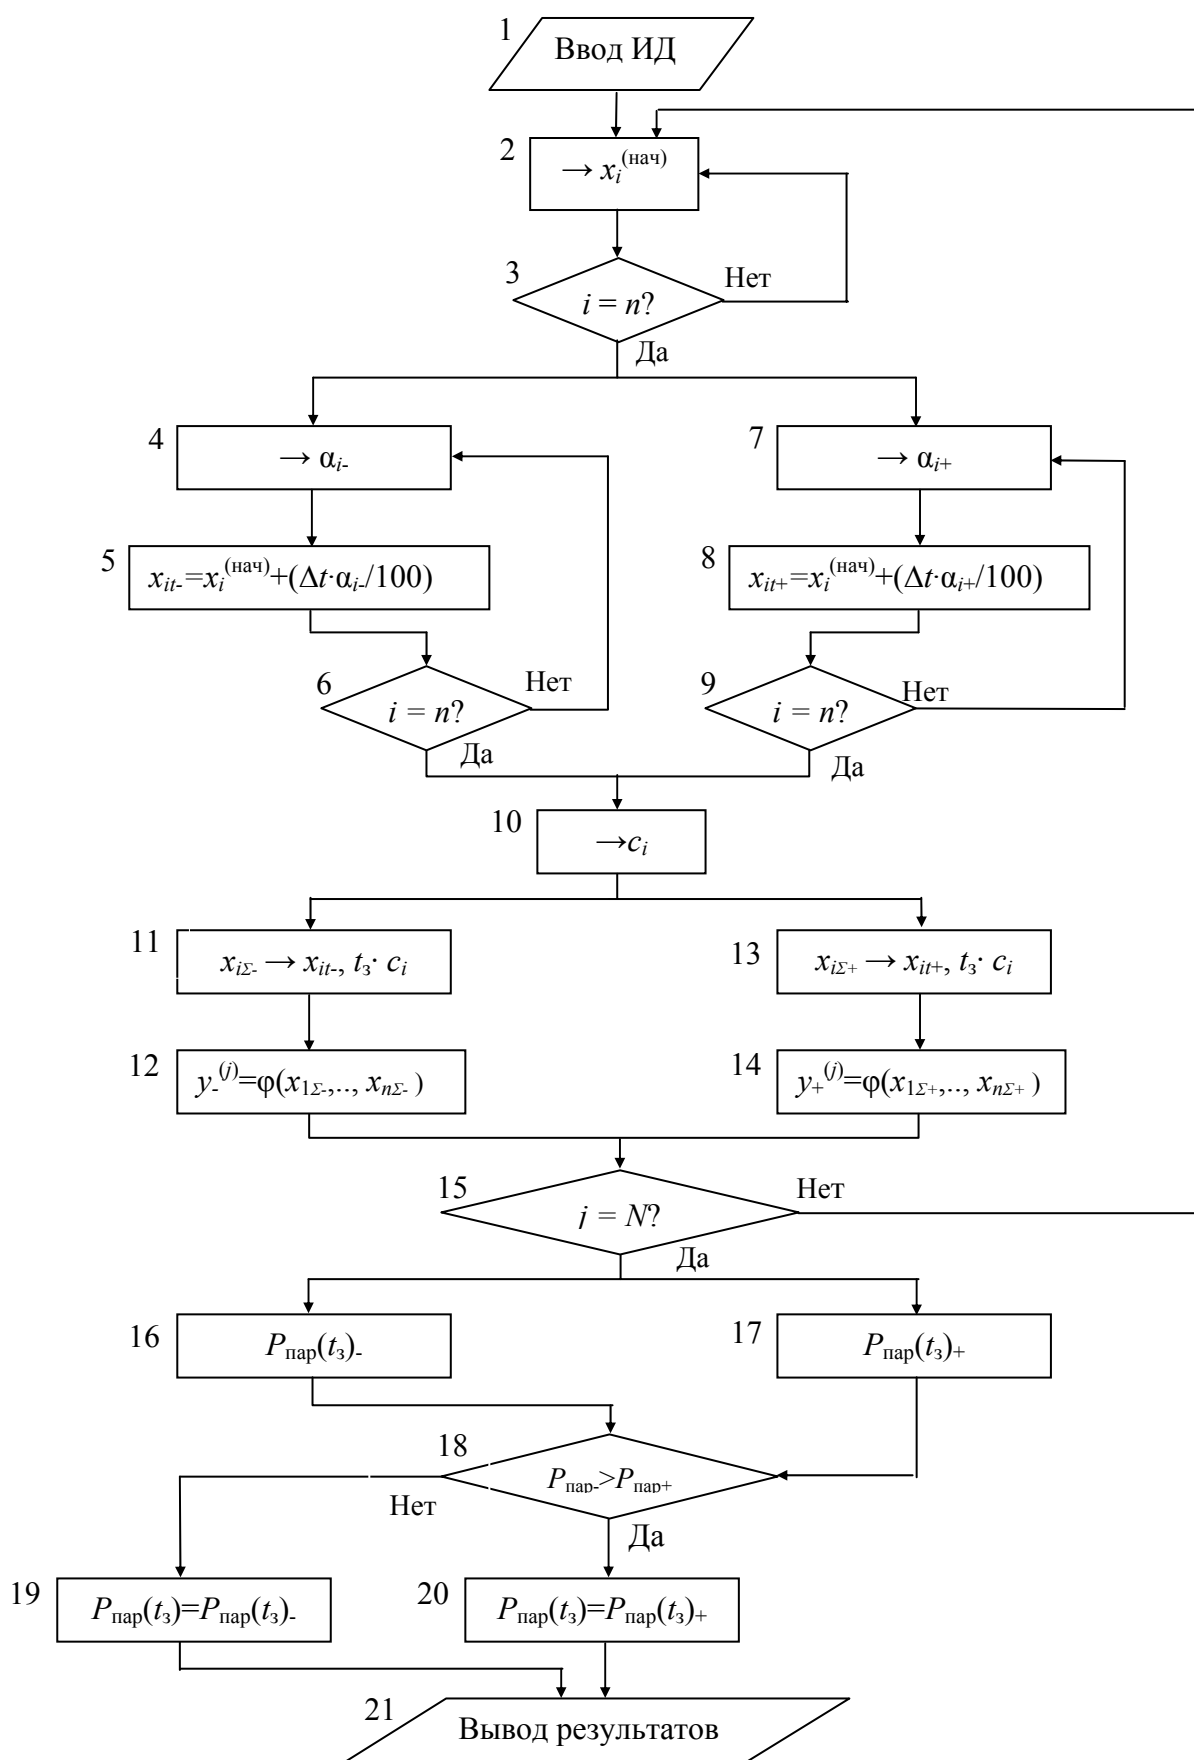 1
Ввод ИД
2
→ xᵢ⁽ⁿᵃч⁾
3
i = n?
Нет
Да
4
→ αi-
7
→ αi+
5
xit-=xi(нач)+(Δt·αi-/100)
8
xit+=xi(нач)+(Δt·αi+/100)
6
i = n?
Нет
Да
9
i = n?
Нет
Да
10
→ci
11
xiΣ- → xit-, tз· ci
13
xiΣ+ → xit+, tз· ci
12
y-(j)=φ(x1Σ-,.., xnΣ- )
14
y+(j)=φ(x1Σ+,.., xnΣ+ )
15
j = N?
Нет
Да
16
Pпар(tз)-
17
Pпар(tз)+
18
Pпар->Pпар+
Нет
Да
19
Pпар(tз)=Pпар(tз)-
20
Pпар(tз)=Pпар(tз)+
21
Вывод результатов